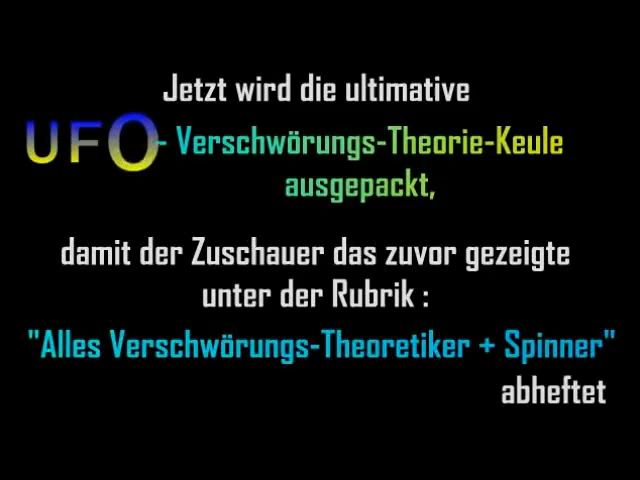 Jetzt wird die ultimative
UFO- Verschwörungs-Theorie-Keule
ausgepackt,
damit der Zuschauer das zuvor gezeigte
unter der Rubrik :
"Alles Verschwörungs-Theoretiker + Spinner"
abheftet